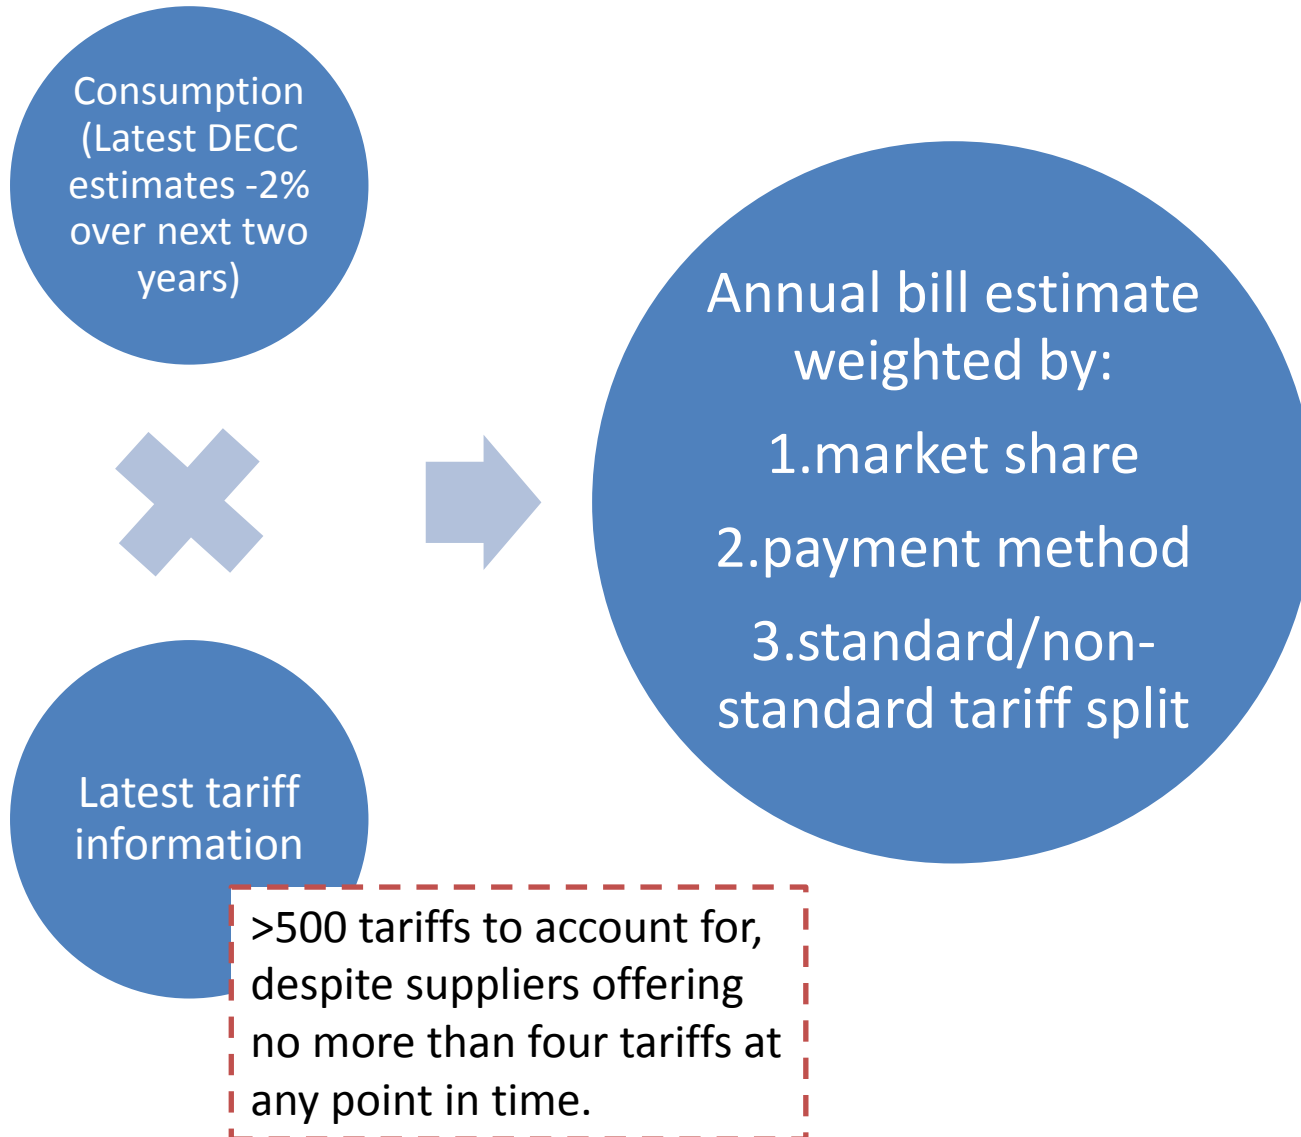 Consumption
(Latest DECC
estimates -2%
over next two
years)
Latest tariff
information
>500 tariffs to account for,
despite suppliers offering
no more than four tariffs at
any point in time.
Annual bill estimate
weighted by:
1.market share
2.payment method
3.standard/non-
standard tariff split